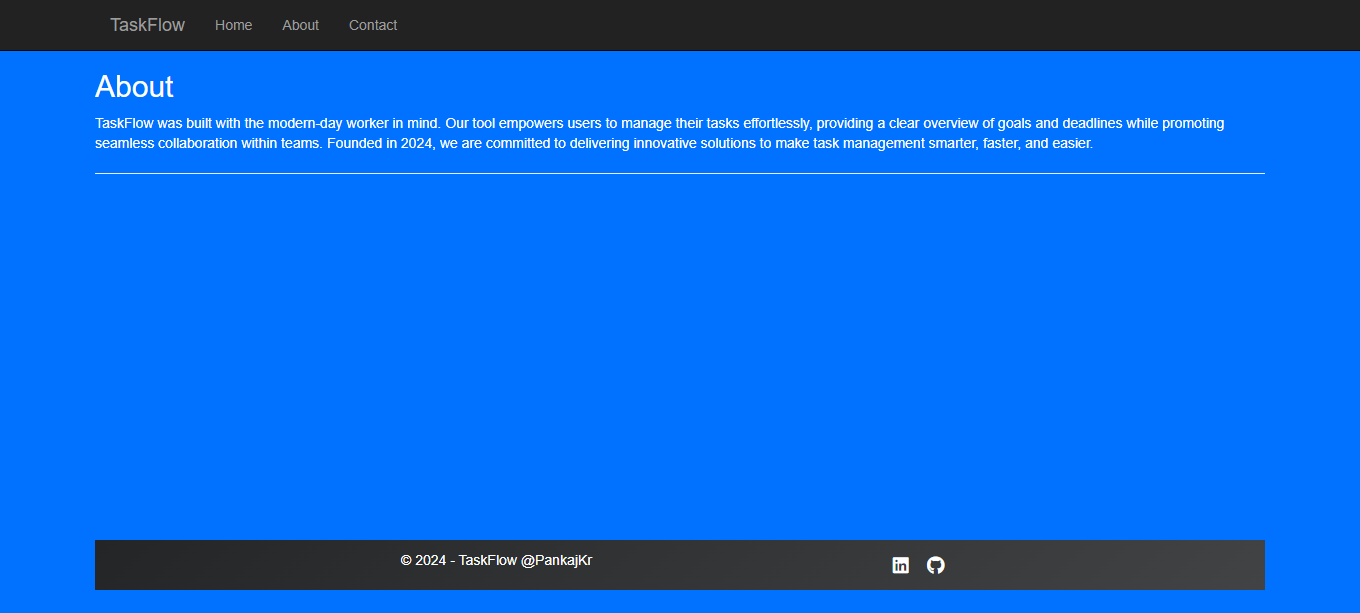 TaskFlow Home About Contact
About
TaskFlow was built with the modern-day worker in mind. Our tool empowers users to manage their tasks effortlessly, providing a clear overview of goals and deadlines while promoting
seamless collaboration within teams. Founded in 2024, we are committed to delivering innovative solutions to make task management smarter, faster, and easier.
© 2024 - TaskFlow @PankajKr in